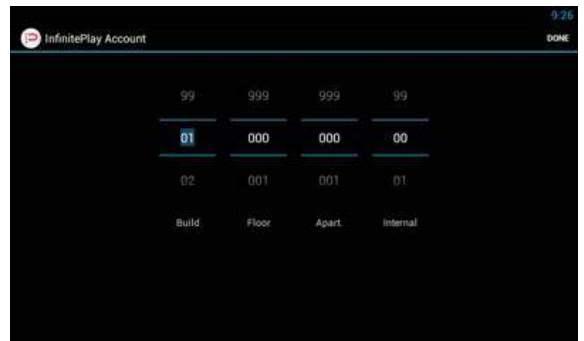 9:26
InfinitePlay Account
DONE
99 999 999 99
01 000 000 00
02 001 001 01
Build. Floor Apart. Internal